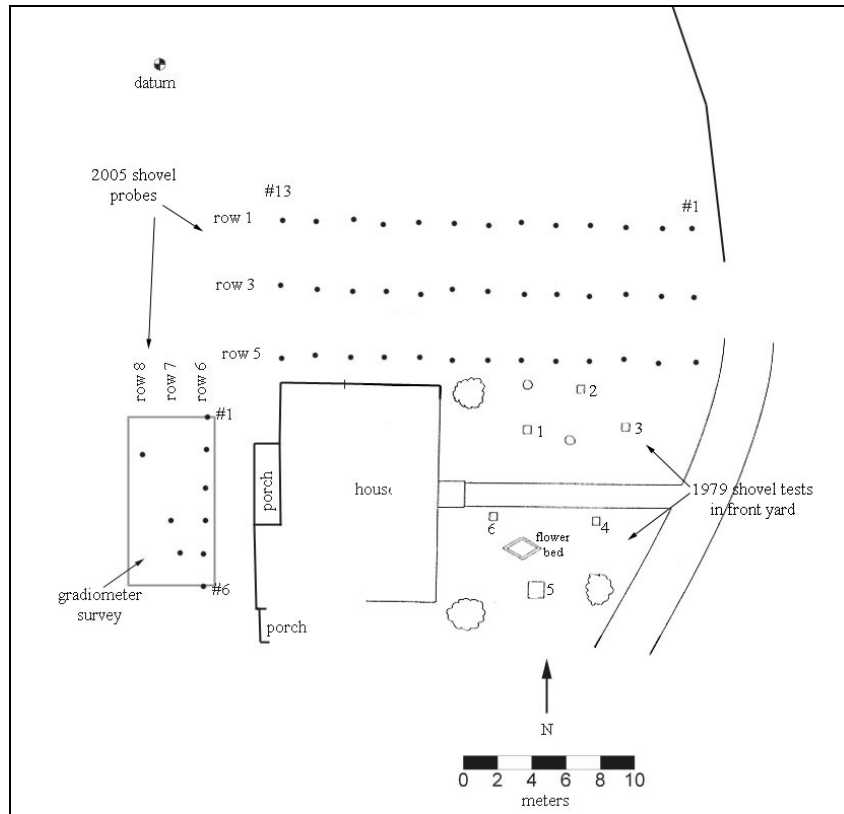 datum
2005 shovel
probes
#13
#1
row 1
row 3
row 5
row 8
row 7
row 6
#1
2
1
3
porch
house
1979 shovel tests
in front yard
6
4
flower
bed
5
#6
gradiometer
survey
porch
N
0 2 4 6 8 10
meters